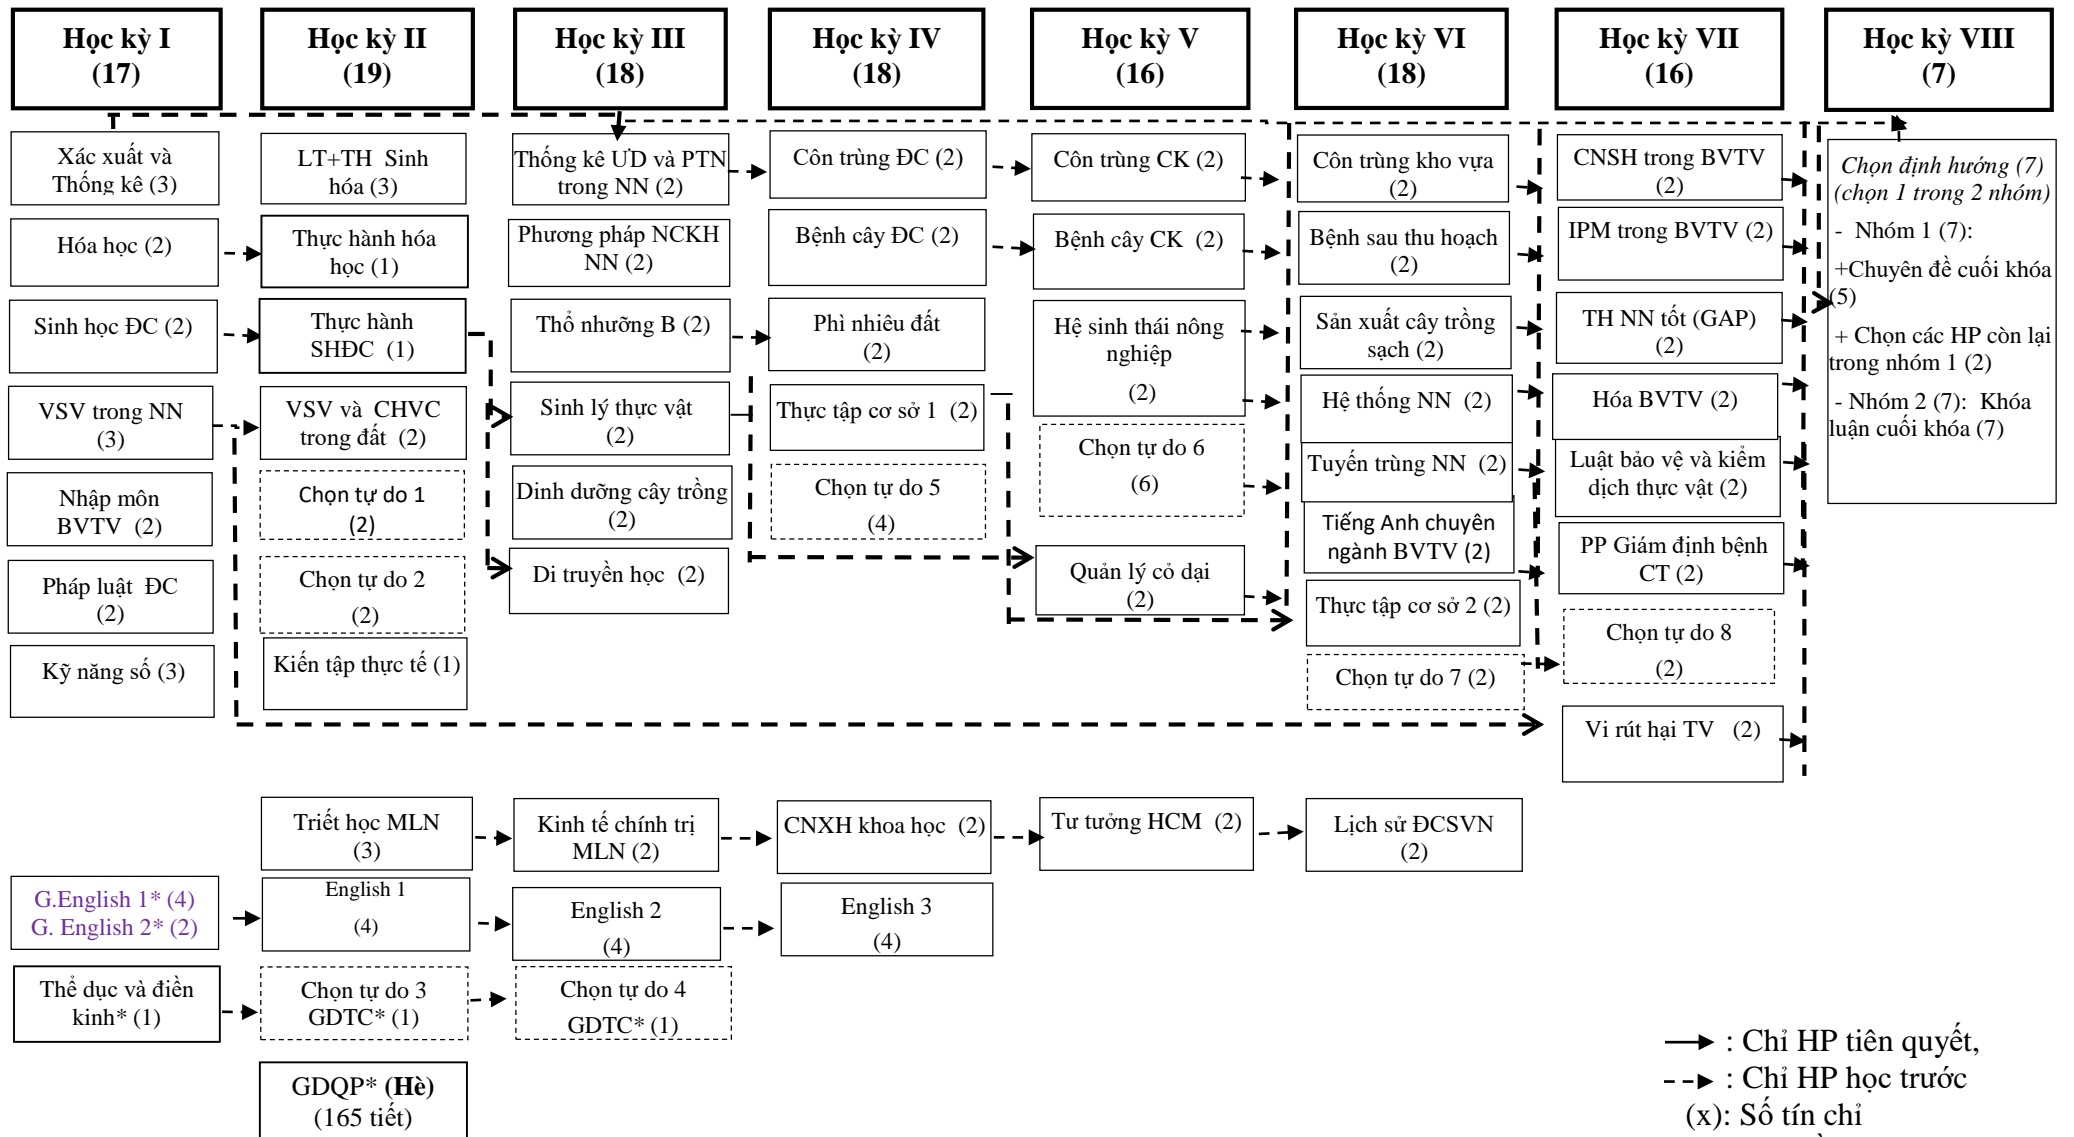 Học kỳ I
(17)
Học kỳ II
(19)
Học kỳ III
(18)
Học kỳ IV
(18)
Học kỳ V
(16)
Học kỳ VI
(18)
Học kỳ VII
(16)
Học kỳ VIII
(7)
Xác xuất và
Thống kê (3)
Hóa học (2)
Sinh học ĐC (2)
VSV trong NN
(3)
Nhập môn
BVTV (2)
Pháp luật ĐC
(2)
Kỹ năng số (3)
LT+TH Sinh
hóa (3)
Thực hành hóa
học (1)
Thực hành
SHĐC (1)
VSV và CHVC
trong đất (2)
Chọn tự do 1
(2)
Chọn tự do 2
(2)
Kiến tập thực tế (1)
Thống kê ƯD và PTN
trong NN (2)
Phương pháp NCKH
NN (2)
Thổ nhưỡng B (2)
Sinh lý thực vật
(2)
Dinh dưỡng cây trồng
(2)
Di truyền học (2)
Côn trùng ĐC (2)
Bệnh cây ĐC (2)
Phì nhiêu đất
(2)
Thực tập cơ sở 1 (2)
Chọn tự do 5
(4)
Côn trùng CK (2)
Bệnh cây CK (2)
Hệ sinh thái nông
nghiệp
(2)
Chọn tự do 6
(6)
Quản lý cỏ dại
(2)
Côn trùng kho vựa
(2)
Bệnh sau thu hoạch
(2)
Sản xuất cây trồng
sạch (2)
Hệ thống NN (2)
Tuyến trùng NN (2)
Tiếng Anh chuyên
ngành BVTV (2)
Thực tập cơ sở 2 (2)
Chọn tự do 7 (2)
CNSH trong BVTV
(2)
IPM trong BVTV (2)
TH NN tốt (GAP)
(2)
Hóa BVTV (2)
Luật bảo vệ và kiểm
dịch thực vật (2)
PP Giám định bệnh
CT (2)
Chọn tự do 8
(2)
Vi rút hại TV (2)
Chọn định hướng (7)
(chọn 1 trong 2 nhóm)
- Nhóm 1 (7):
+Chuyên đề cuối khóa
(5)
+ Chọn các HP còn lại
trong nhóm 1 (2)
- Nhóm 2 (7): Khóa
luận cuối khóa (7)
Triết học MLN
(3)
Kinh tế chính trị
MLN (2)
CNXH khoa học (2)
Tư tưởng HCM (2)
Lịch sử ĐCSVN
(2)
G.English 1* (4)
G. English 2* (2)
English 1
(4)
English 2
(4)
English 3
(4)
Thể dục và điền
kinh* (1)
Chọn tự do 3
GDTC* (1)
Chọn tự do 4
GDTC* (1)
GDQP* (Hè)
(165 tiết)
: Chỉ HP tiên quyết,
: Chỉ HP học trước
(x): Số tín chỉ